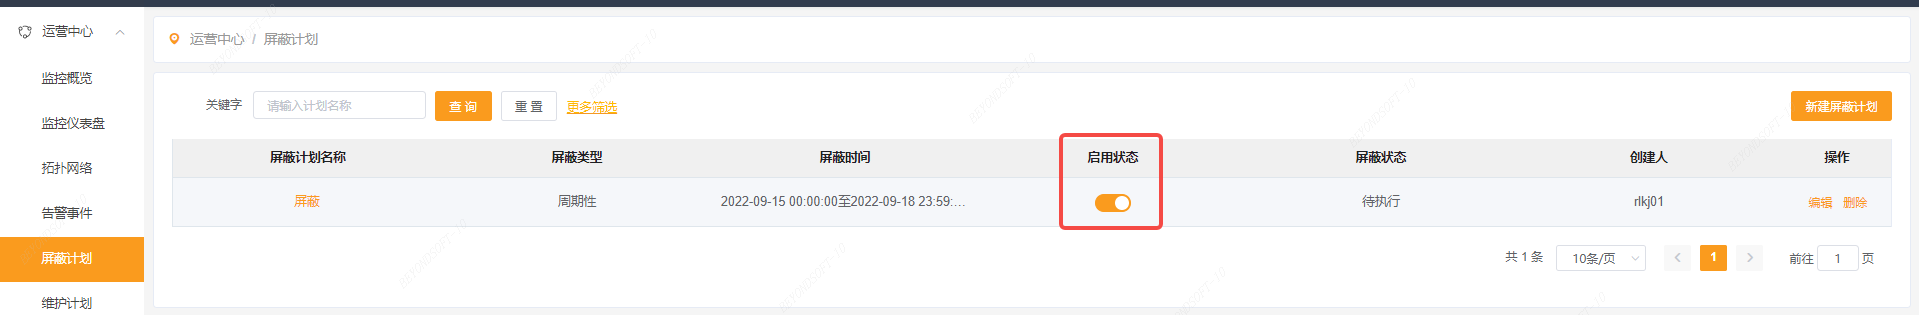 运营中心
监控概览
监控仪表盘
拓扑网络
告警事件
屏蔽计划
维护计划
运营中心 / 屏蔽计划
关键字 请输入计划名称 查询 重置 更多筛选 新建屏蔽计划
屏蔽计划名称 屏蔽类型 屏蔽时间 启用状态 屏蔽状态 创建人 操作
屏蔽 周期性 2022-09-15 00:00:00至2022-09-18 23:59:... 待执行 rlkj01 编辑 删除
共 1 条 10条/页 1 前往 1 页